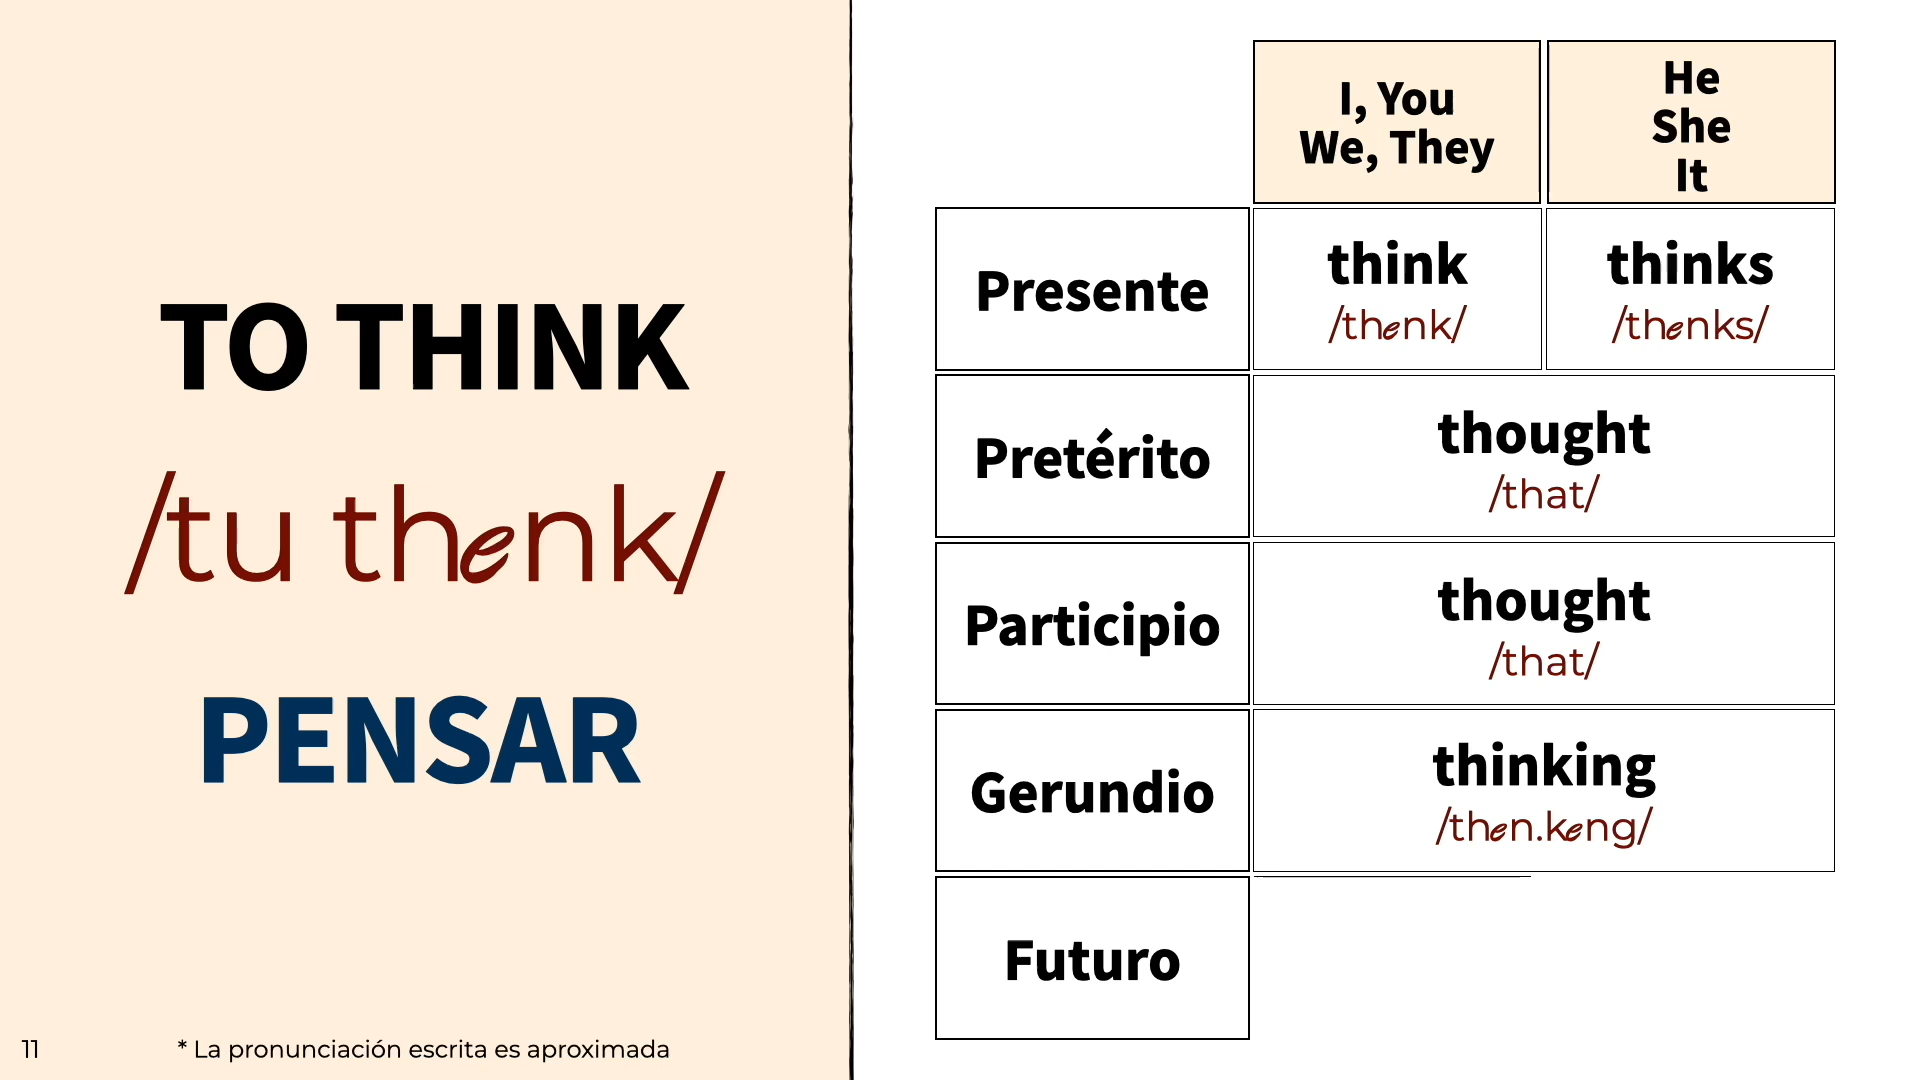 TO THINK
/tu thenk/
PENSAR
11
* La pronunciación escrita es aproximada
I, You
We, They
He
She
It
Presente
think
/thenk/
thinks
/thenks/
Pretérito
thought
/that/
Participio
thought
/that/
Gerundio
thinking
/then.keng/
Futuro